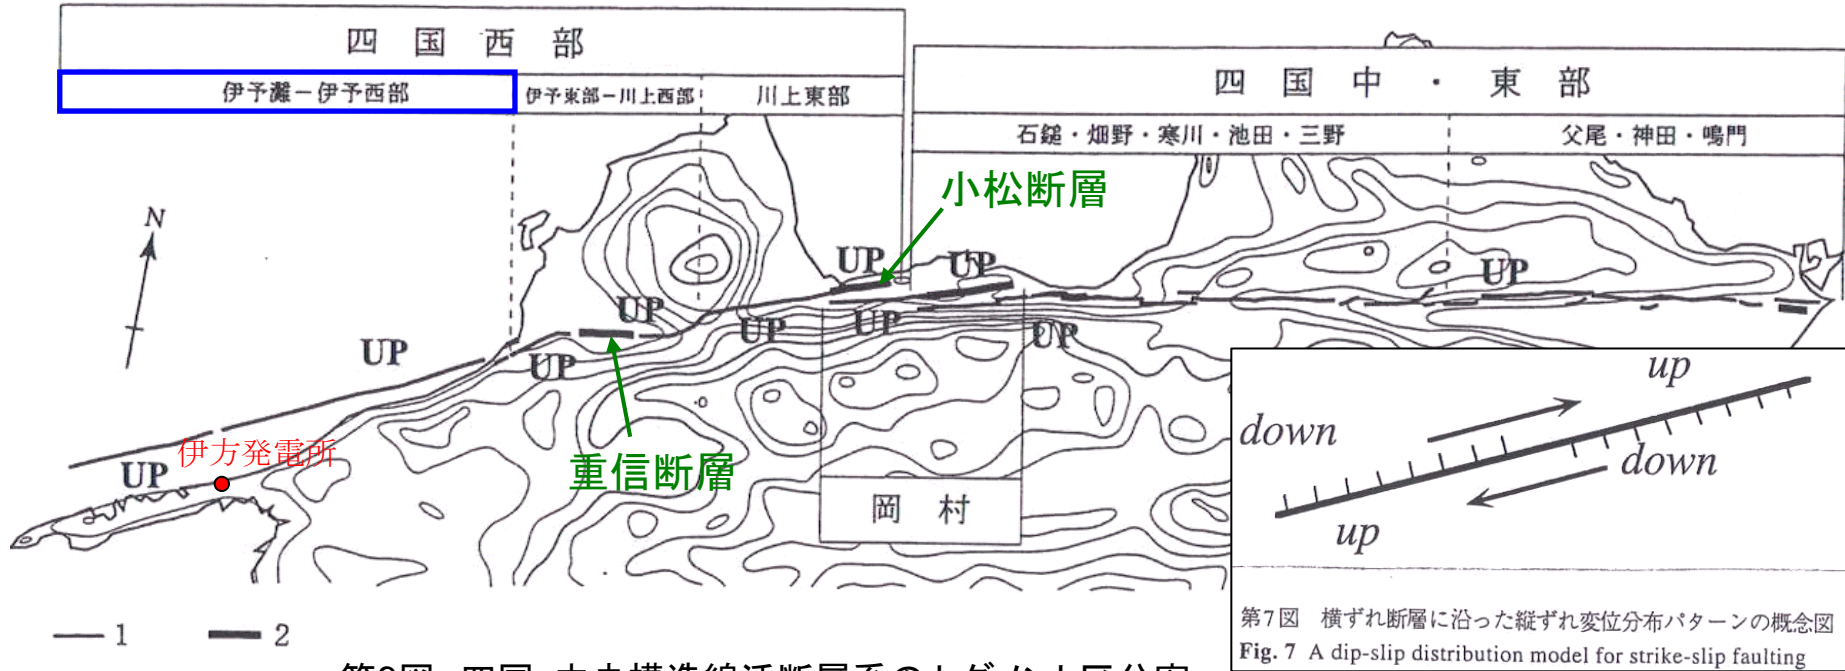 四国西部
四国中・東部
伊予灘−伊予西部
伊予東部−川上西部
川上東部
石鎚・畑野・寒川・池田・三野
父尾・神田・鳴門
小松断層
N
UP
UP
UP
UP
UP
UP
UP
UP
UP
UP
伊方発電所
重信断層
岡村
up
down
down
up
1
2
第7図 横ずれ断層に沿った縦ずれ変位分布パターンの概念図
Fig. 7 A dip-slip distribution model for strike-slip faulting